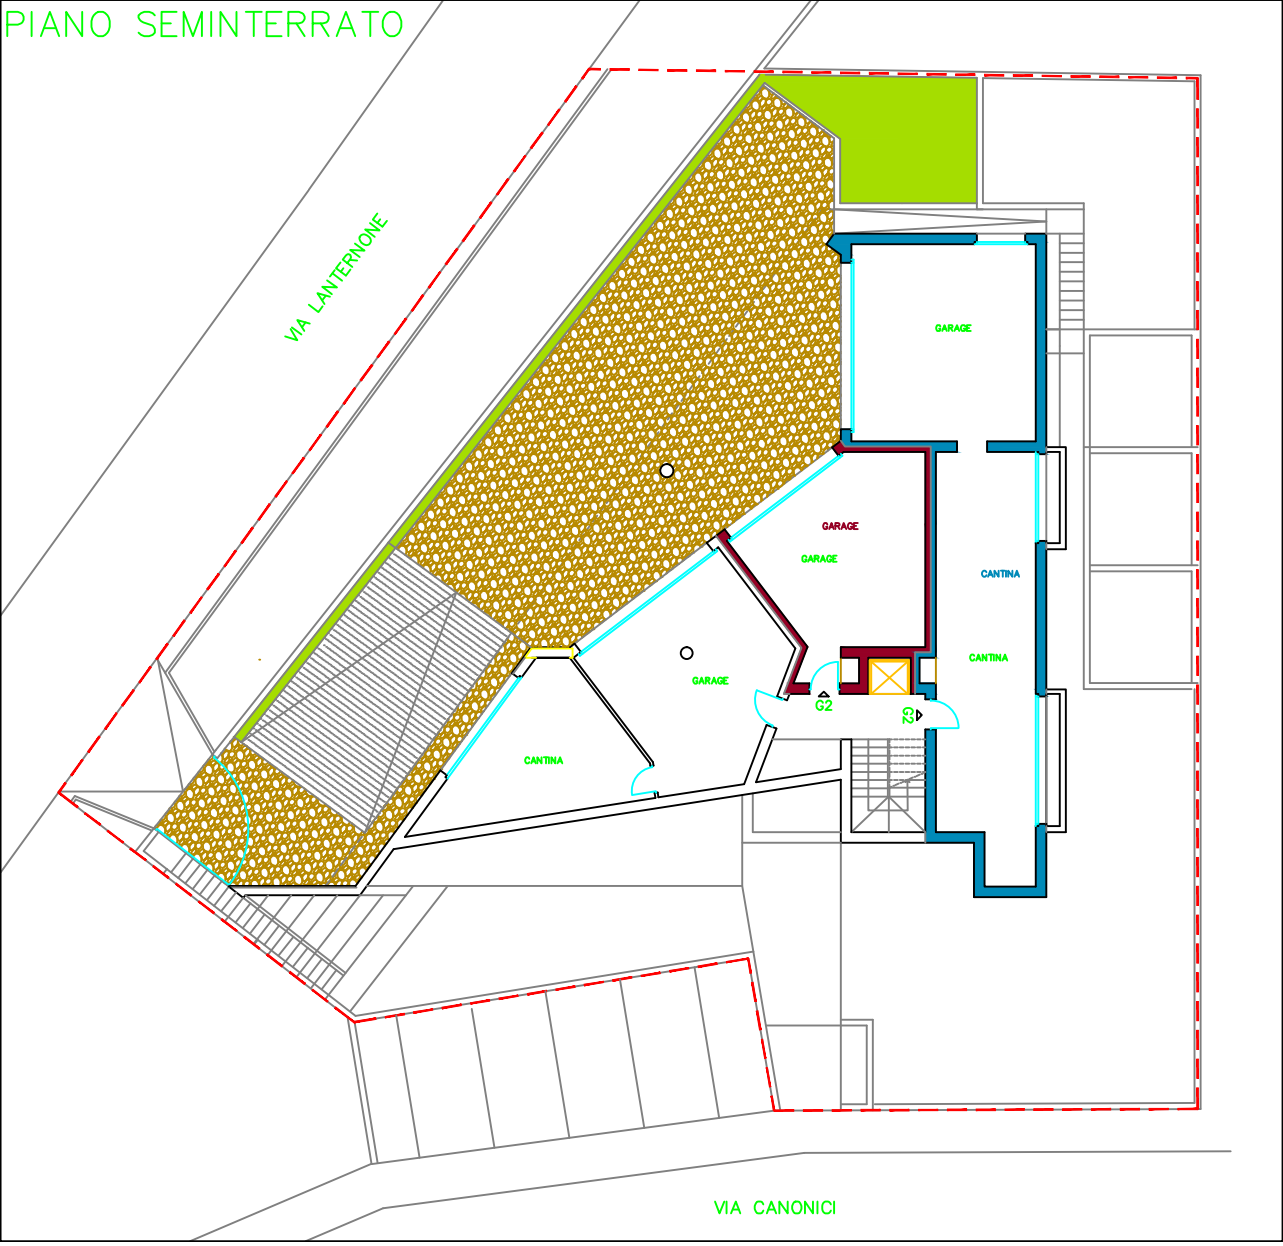 PIANO SEMINTERRATO
VIA LANTERNONE
GARAGE
GARAGE
GARAGE
CANTINA
CANTINA
GARAGE
G2
G2
CANTINA
VIA CANONICI